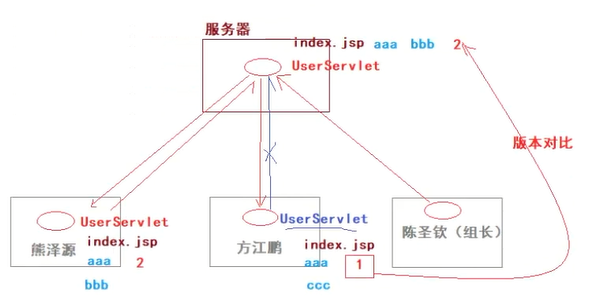 服务器
index.jsp aaa bbb 2
UserServlet
版本对比
UserServlet
index.jsp
熊泽源
aaa 2
bbb
UserServlet
index.jsp
方江鹏
aaa 1
ccc
陈圣钦（组长）